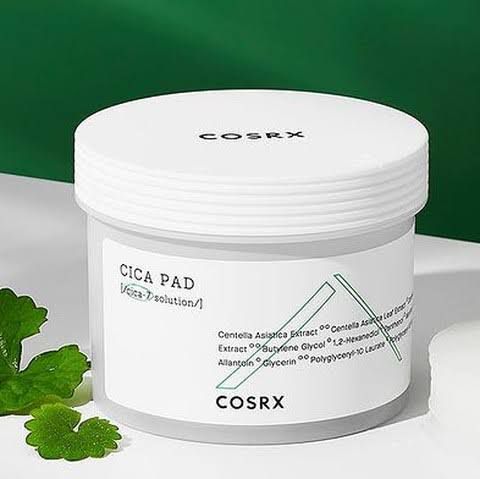 COSRX
CICA PAD
[/cica-7 solution/]
Centella Asiatica Extract Centella Asiatica Leaf Extract
Extract Butylene Glycol 1,2-Hexanediol Panthenol
Allantoin Glycerin Polyglyceryl-10 Laurate
COSRX